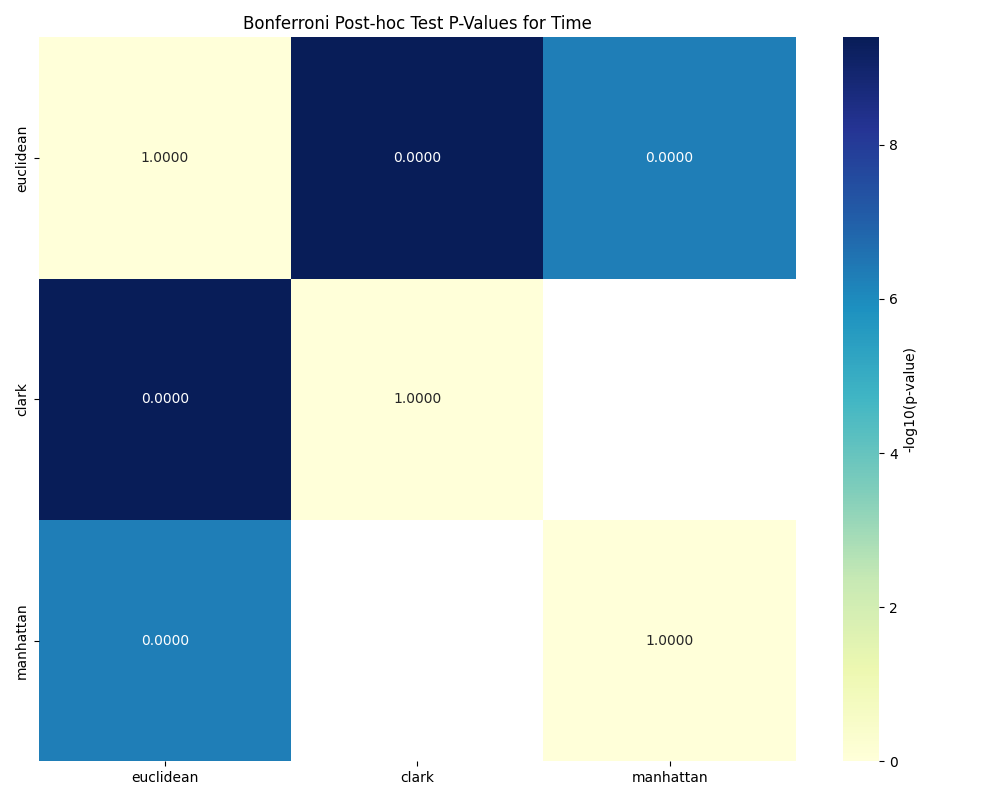 Bonferroni Post-hoc Test P-Values for Time
euclidean
1.0000
0.0000
0.0000
clark
0.0000
1.0000
manhattan
0.0000
1.0000
euclidean
clark
manhattan
8
6
4
2
0
-log10(p-value)